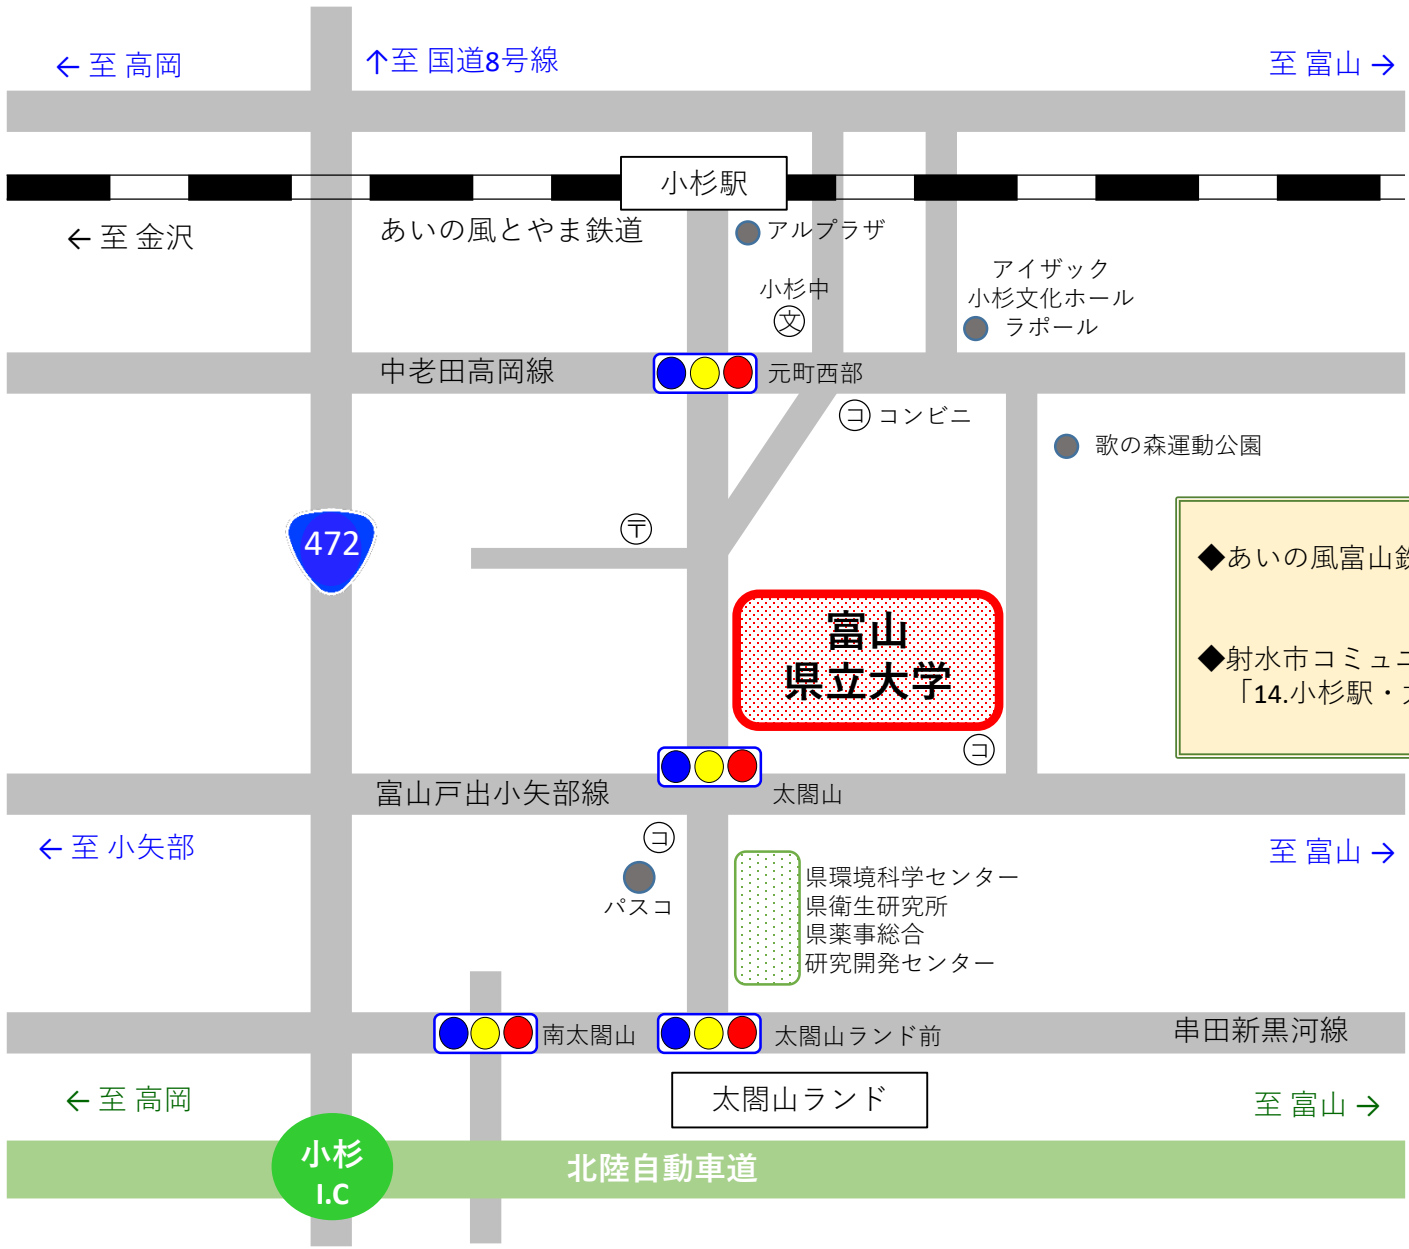 ← 至 高岡
↑至 国道8号線
至 富山 →
小杉駅
← 至 金沢
あいの風とやま鉄道
アルプラザ
小杉中
文
アイザック
小杉文化ホール
ラポール
中老田高岡線
元町西部
コ コンビニ
歌の森運動公園
〒
472
◆あいの風富山
◆射水市コミュニ
「14.小杉駅・
富山
県立大学
コ
富山戸出小矢部線
太閤山
← 至 小矢部
コ
至 富山 →
パスコ
県環境科学センター
県衛生研究所
県薬事総合
研究開発センター
南太閤山
太閤山ランド前
串田新黒河線
← 至 高岡
太閤山ランド
至 富山 →
小杉
I.C
北陸自動車道